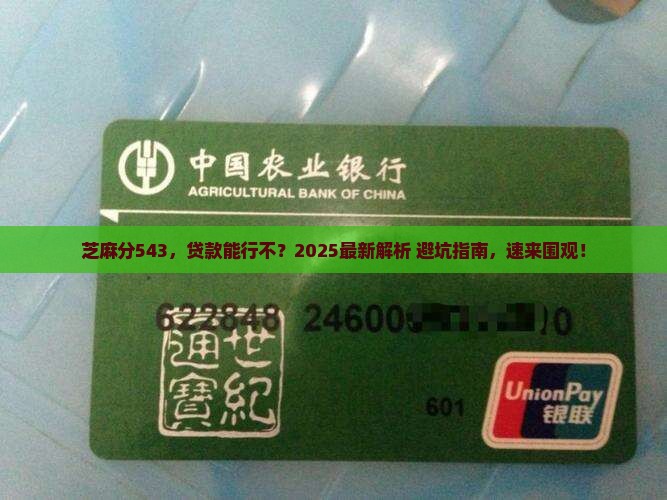 中国农业银行
AGRICULTURAL BANK OF CHINA
芝麻分543，贷款能行不？2025最新解析 避坑指南，速来围观！
622848 24600
0
世紀
通寶
601
UnionPay
银联